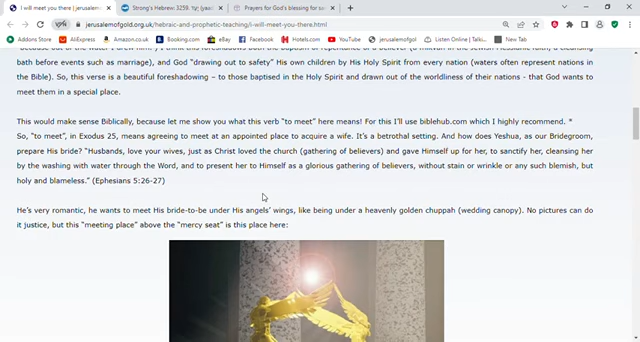 I will meet you there | jerusalemofg
Strong's Hebrew: 3259. יָעַד (yaad
Prayers for God's blessing for su
VPN
jerusalemofgold.org.uk/hebraic-and-prophetic-teaching/i-will-meet-you-there.html
Addon Store
AliExpress
Amazon.co.uk
Booking.com
eBay
Facebook
Hot.com
YouTube
Gmail
Log In
LISTEN NOW | Audials...
New Tab
"because out of the water I drew him." I think this foreshadows both the baptism of repentance of a believer (a mikvah in the Jewish Messianic faith, a cleansing
bath before events such as marriage), and God "drawing out to safety" His own children by His Holy Spirit from every nation (waters often represent nations in
the Bible). So, this verse is a beautiful foreshadowing – to those baptised in the Holy Spirit and drawn out of the worldliness of their nations - that God wants to
meet them in a special place.
This would make sense Biblically, because let me show you what this verb "to meet" here means! For this I'll use biblehub.com which I highly recommend. *
So, "to meet", in Exodus 25, means agreeing to meet at an appointed place to acquire a wife. It's a betrothal setting. And how does Yeshua, as our Bridegroom,
prepare His bride? "Husbands, love your wives, just as Christ loved the church (gathering of believers) and gave Himself up for her, to sanctify her, cleansing her
by the washing with water through the Word, and to present her to Himself as a glorious gathering of believers, without stain or wrinkle or any such blemish, but
holy and blameless." (Ephesians 5:26-27)
He's very romantic, he wants to meet His bride-to-be under His angels' wings, like being under a heavenly golden chuppah (wedding canopy). No pictures can do
it justice, but this "meeting place" above the "mercy seat" is this place here: